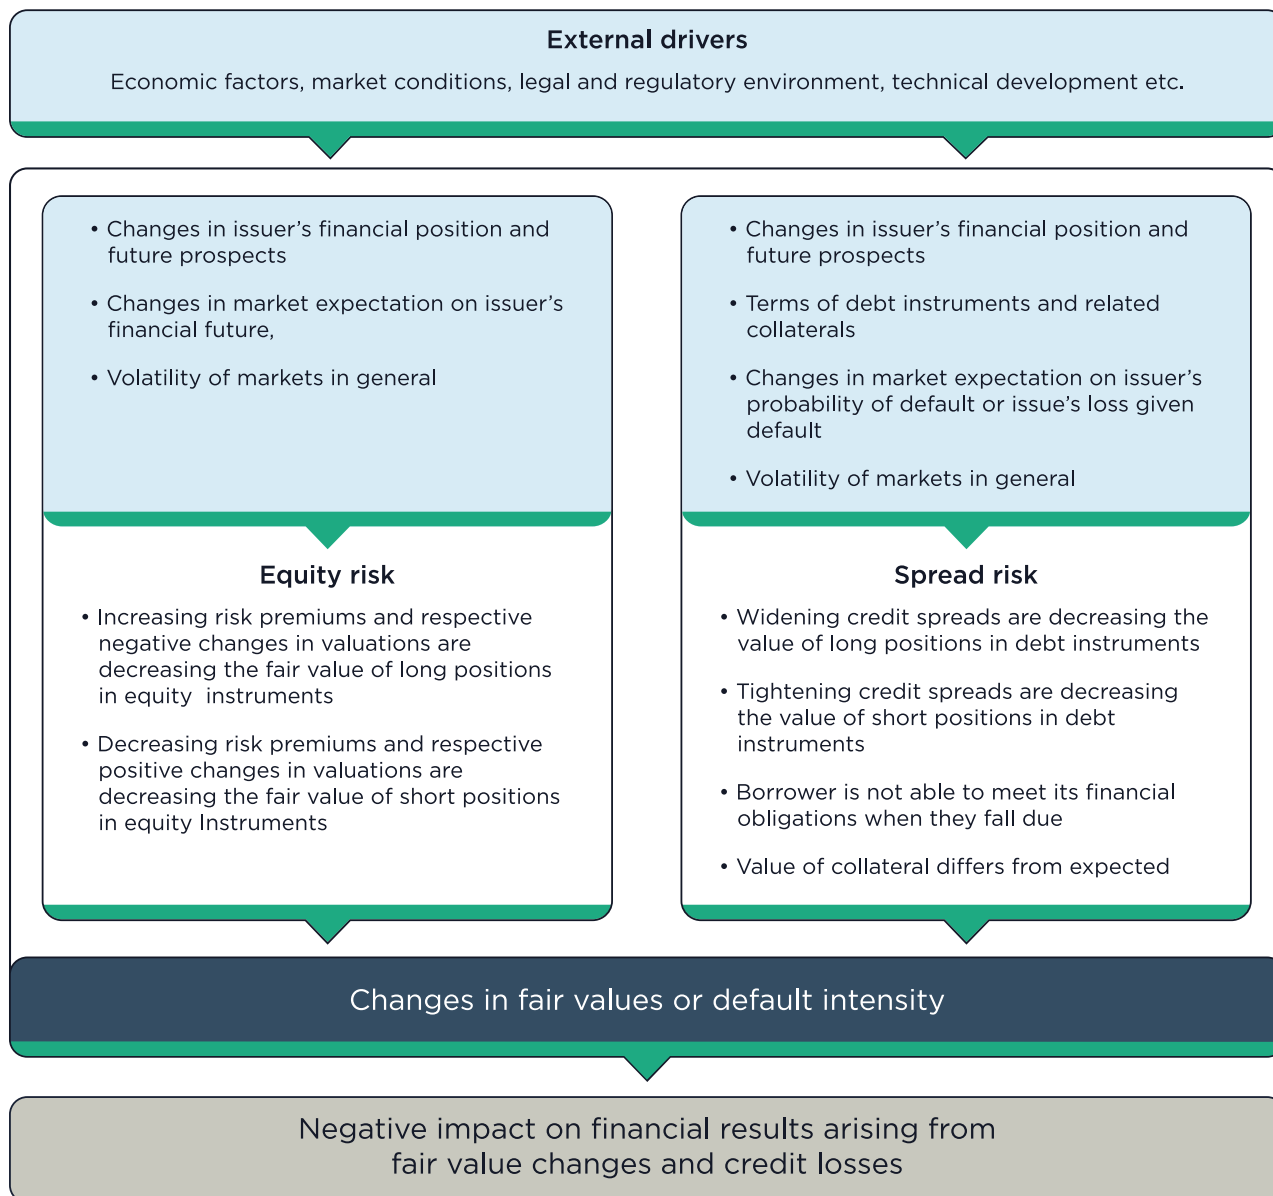 External drivers
Economic factors, market conditions, legal and regulatory environment, technical development etc.
• Changes in issuer’s financial position and
future prospects
• Changes in market expectation on issuer’s
financial future,
• Volatility of markets in general
Equity risk
• Increasing risk premiums and respective
negative changes in valuations are
decreasing the fair value of long positions
in equity  instruments
• Decreasing risk premiums and respective
positive changes in valuations are
decreasing the fair value of short positions
in equity Instruments
• Changes in issuer’s financial position and
future prospects
• Terms of debt instruments and related
collaterals
• Changes in market expectation on issuer’s
probability of default or issue’s loss given
default
• Volatility of markets in general
Spread risk
• Widening credit spreads are decreasing the
value of long positions in debt instruments
• Tightening credit spreads are decreasing
the value of short positions in debt
instruments
• Borrower is not able to meet its financial
obligations when they fall due
• Value of collateral differs from expected
Changes in fair values or default intensity
Negative impact on financial results arising from
fair value changes and credit losses